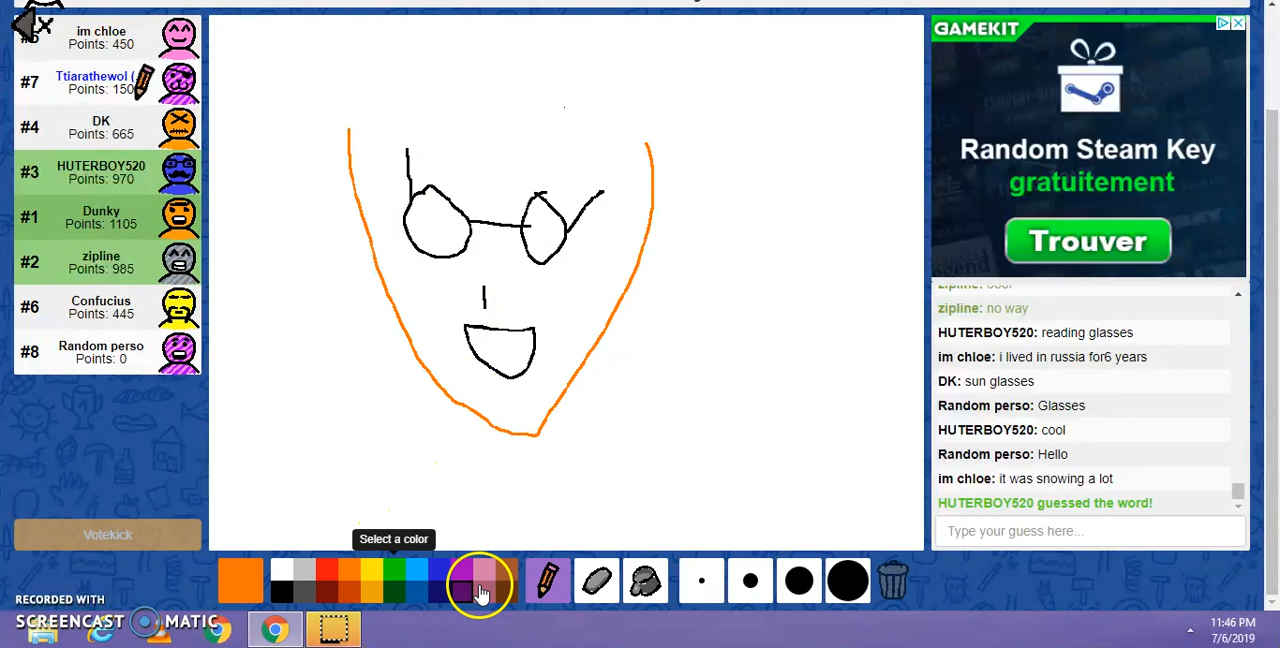 im chloe
Points: 450
#7
Ttiarathewol (
Points: 150
#4
DK
Points: 665
#3
HUTERBOY520
Points: 970
#1
Dunky
Points: 1105
#2
zipline
Points: 985
#6
Confucius
Points: 445
#8
Random perso
Points: 0
Votekick
Select a color
GAMEKIT
Random Steam Key
gratuitement
Trouver
zipline: cool
zipline: no way
HUTERBOY520: reading glasses
im chloe: i lived in russia for6 years
DK: sun glasses
Random perso: Glasses
HUTERBOY520: cool
Random perso: Hello
im chloe: it was snowing a lot
HUTERBOY520 guessed the word!
Type your guess here...
RECORDED WITH
SCREENCAST MATIC
11:46 PM
7/6/2019